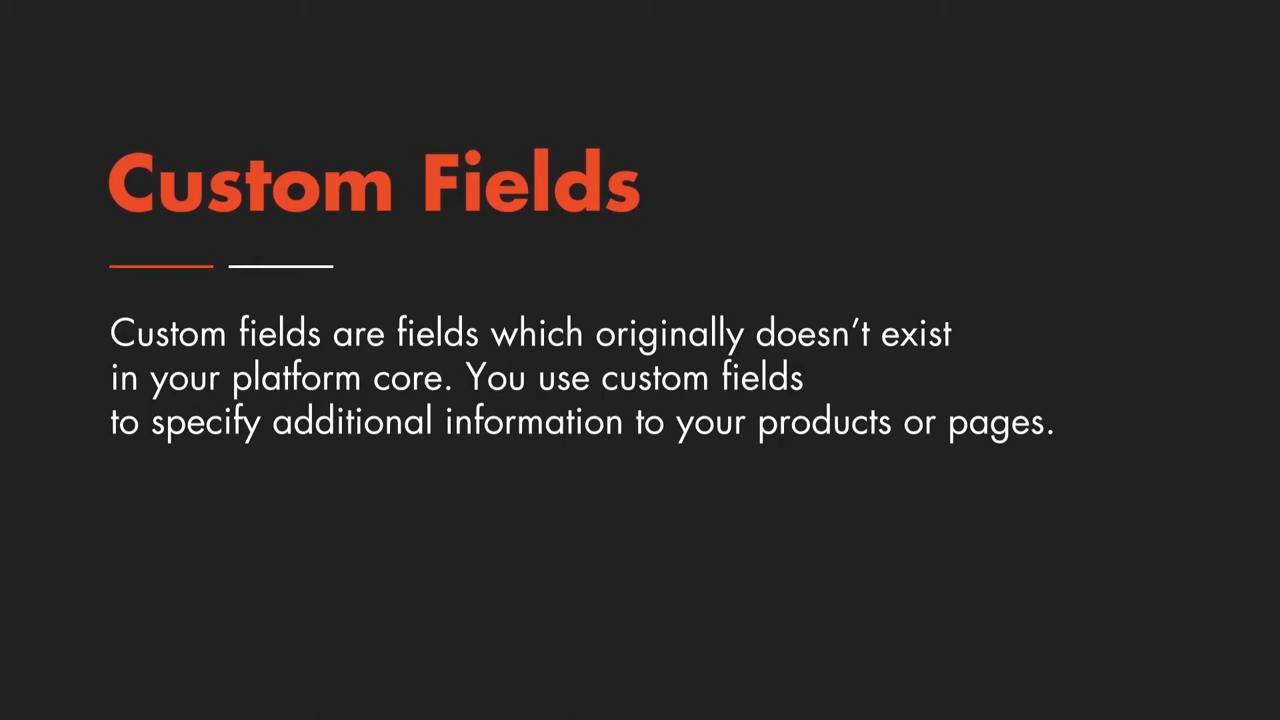 Custom Fields
Custom fields are fields which originally doesn’t exist
in your platform core. You use custom fields
to specify additional information to your products or pages.